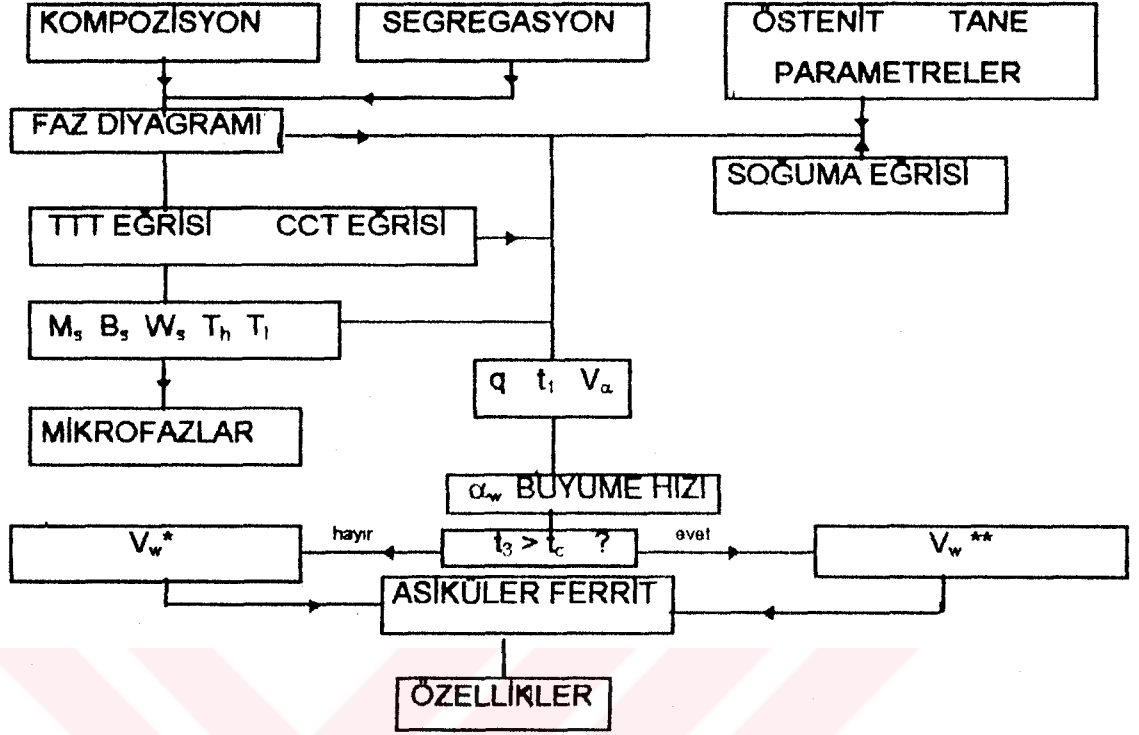 KOMPOZİSYON
SEGREGASYON
ÖSTENİT TANE
PARAMETRELER
FAZ DİYAGRAMI
SOĞUMA EĞRİSİ
TTT EĞRİSİ CCT EĞRİSİ
Ms Bs Ws Th Tl
q t1 Vα
MİKROFAZLAR
αw BÜYÜME HIZI
Vw*
hayır
t3 > tc ?
evet
Vw**
ASİKÜLER FERRİT
ÖZELLİKLER